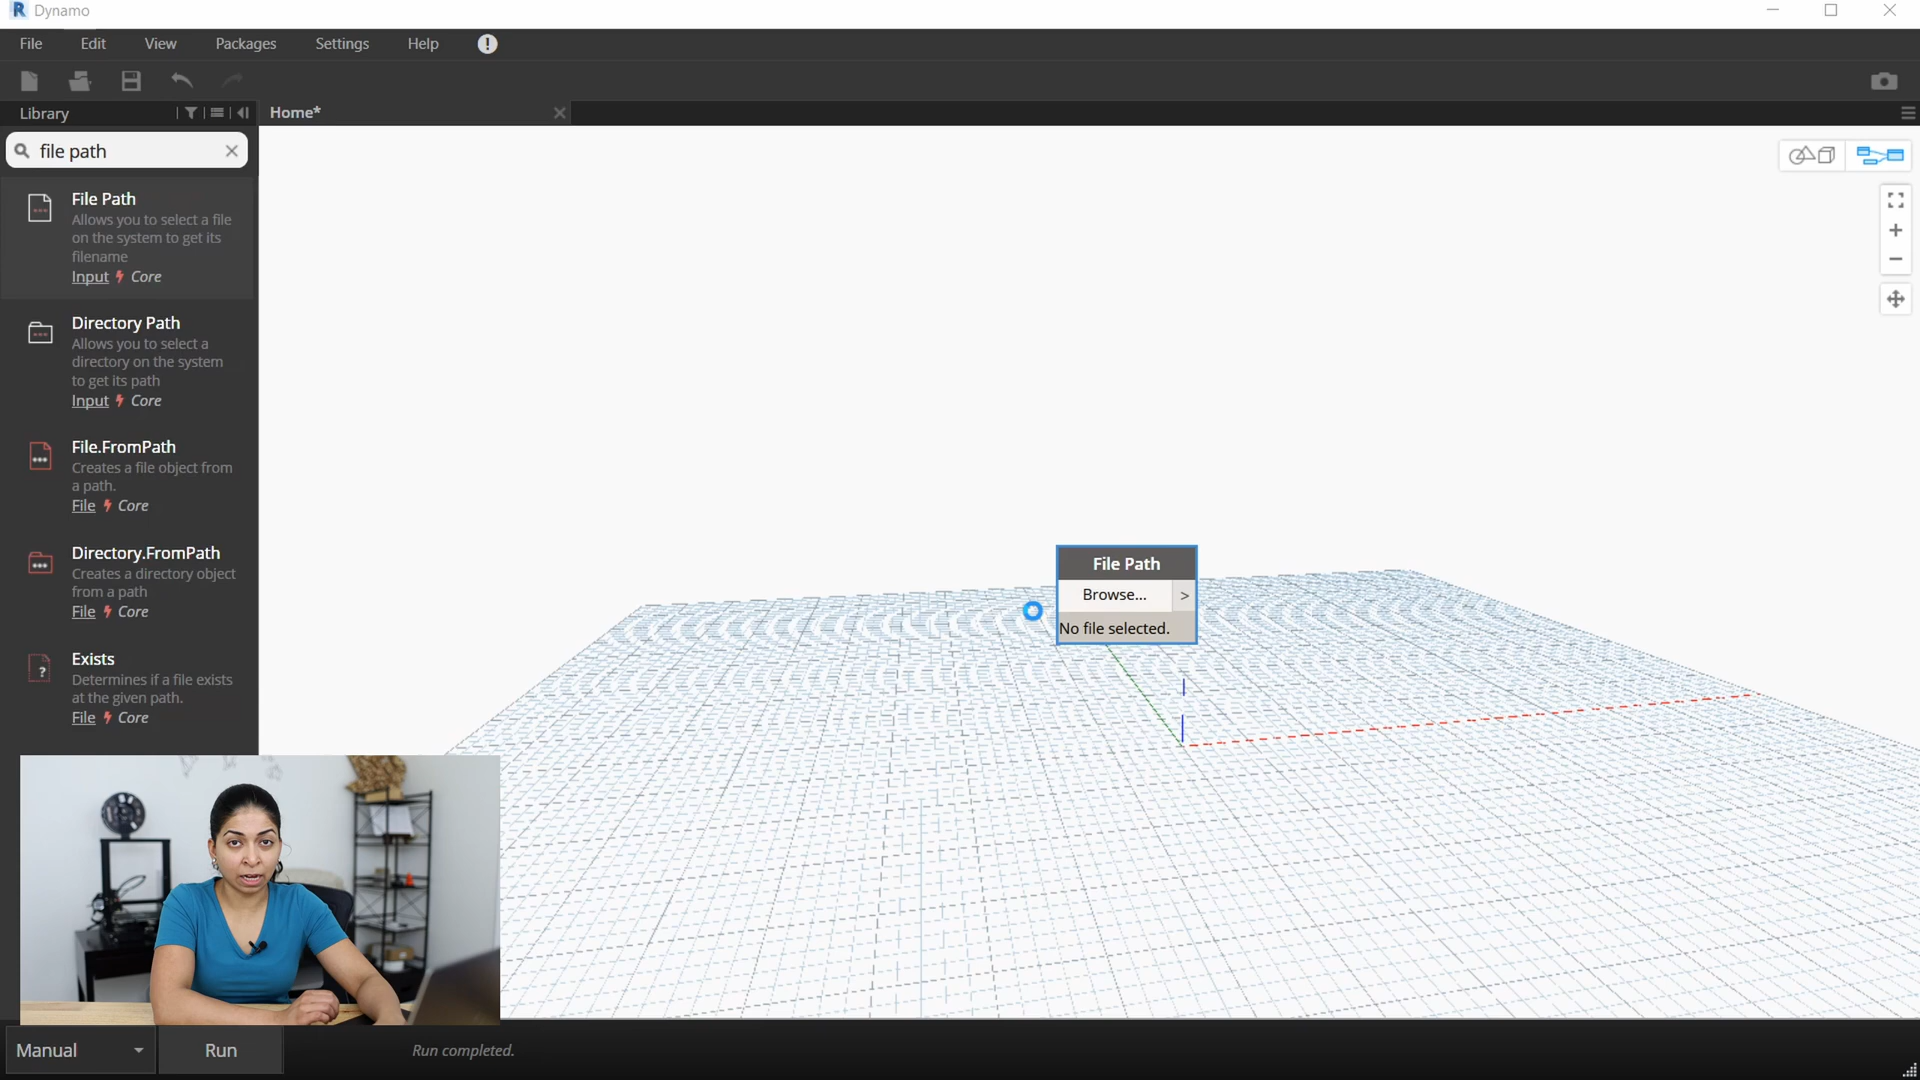 R Dynamo
File Edit View Packages Settings Help !
Library
Home*
file path
File Path
Allows you to select a file
on the system to get its
filename
Input Core
Directory Path
Allows you to select a
directory on the system
to get its path
Input Core
File.FromPath
Creates a file object from
a path.
File Core
Directory.FromPath
Creates a directory object
from a path
File Core
Exists
Determines if a file exists
at the given path.
File Core
File Path
Browse... >
No file selected.
Manual
Run
Run completed.